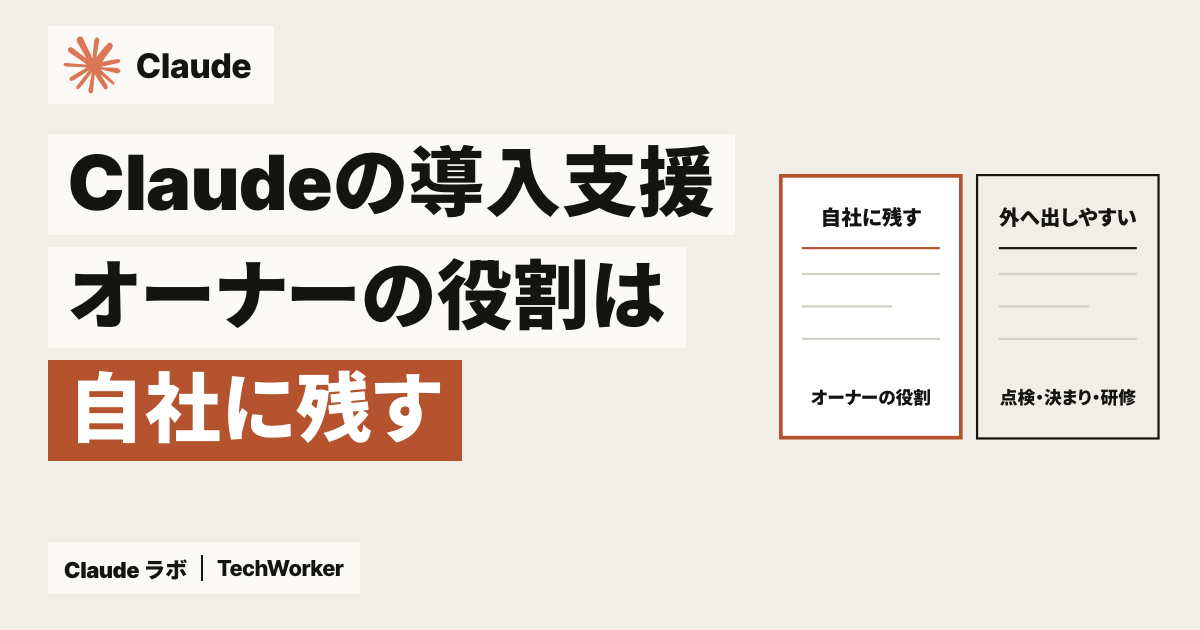 Claude
Claudeの導入支援
オーナーの役割は
自社に残す
自社に残す
オーナーの役割
外へ出しやすい
点検・決まり・研修
Claude ラボ | TechWorker